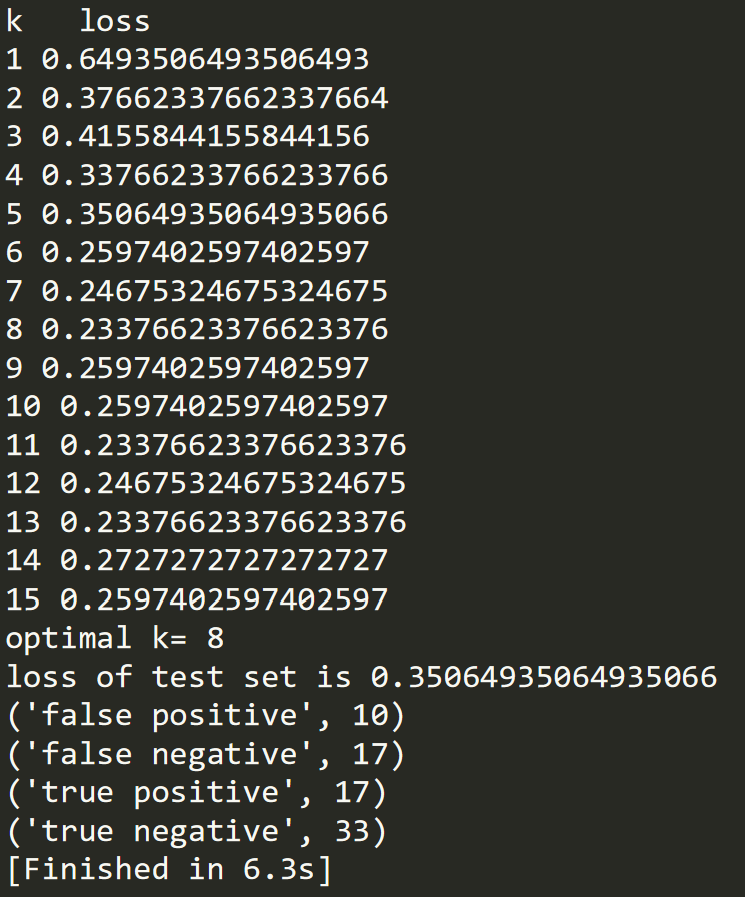 k   loss
1 0.6493506493506493
2 0.37662337662337664
3 0.4155844155844156
4 0.33766233766233766
5 0.35064935064935066
6 0.2597402597402597
7 0.24675324675324675
8 0.23376623376623376
9 0.2597402597402597
10 0.2597402597402597
11 0.23376623376623376
12 0.24675324675324675
13 0.23376623376623376
14 0.2727272727272727
15 0.2597402597402597
optimal k= 8
loss of test set is 0.35064935064935066
('false positive', 10)
('false negative', 17)
('true positive', 17)
('true negative', 33)
[Finished in 6.3s]